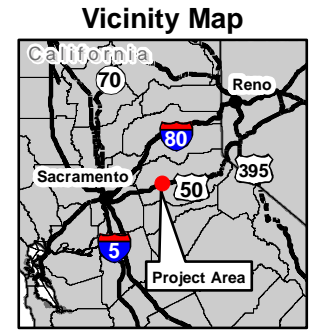 Vicinity Map
California
70
Reno
80
Sacramento
395
50
5
Project Area